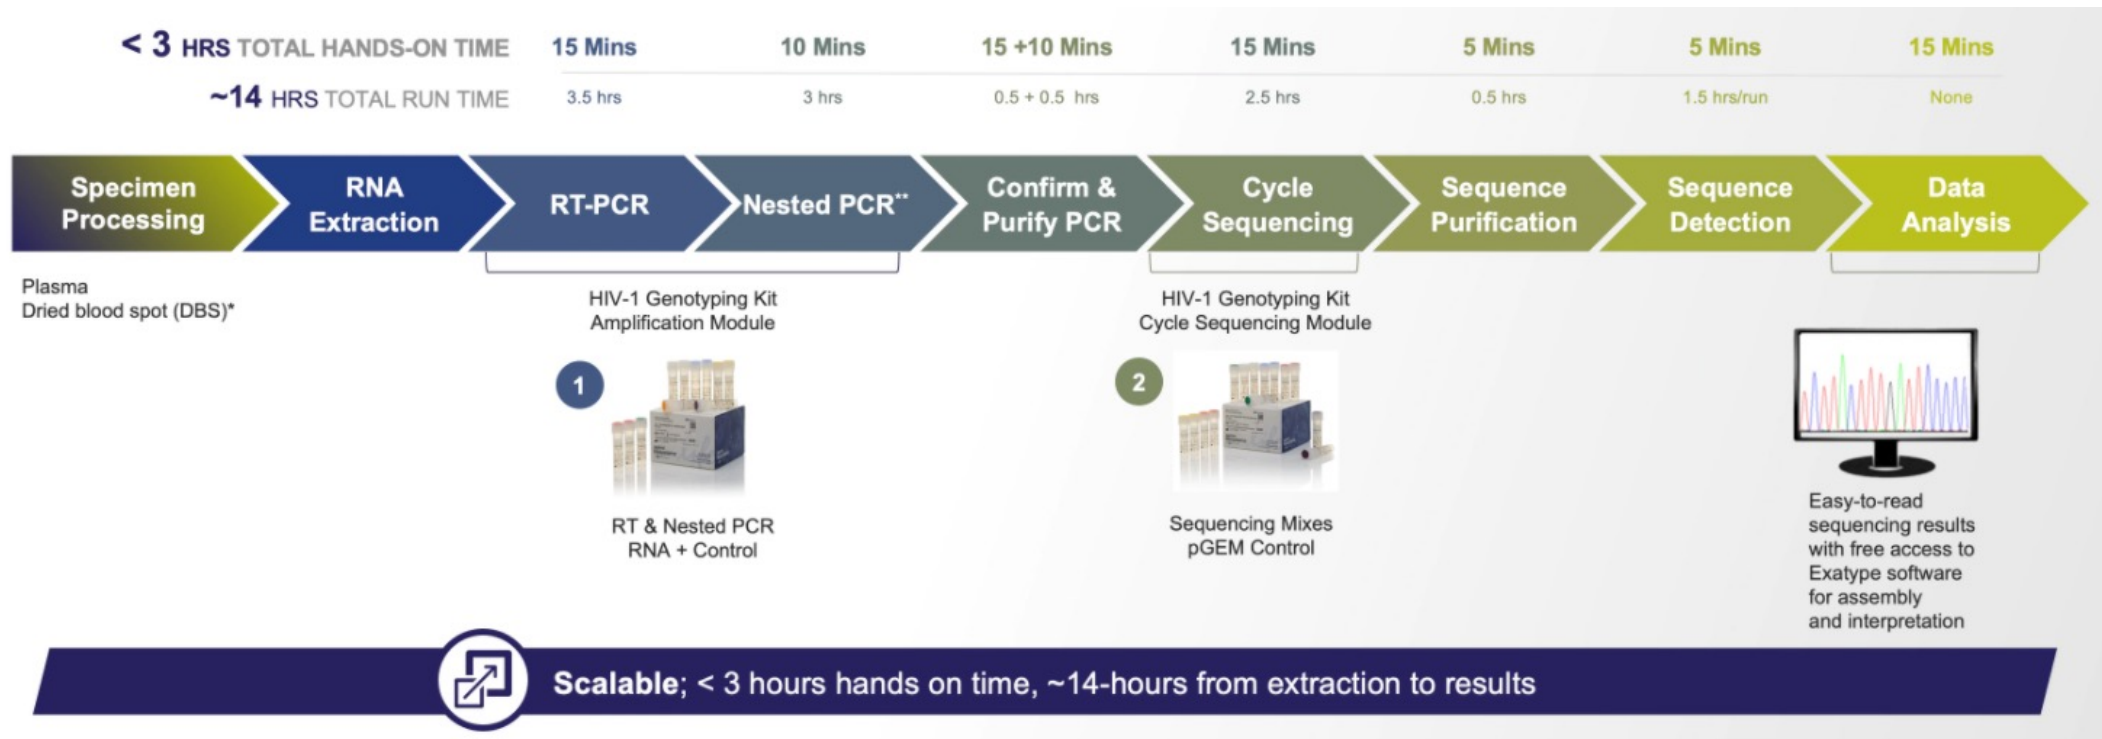 < 3 HRS TOTAL HANDS-ON TIME 15 Mins 10 Mins 15 +10 Mins 15 Mins 5 Mins 5 Mins 15 Mins
~14 HRS TOTAL RUN TIME 3.5 hrs 3 hrs 0.5 + 0.5 hrs 2.5 hrs 0.5 hrs 1.5 hrs/run None
Specimen
Processing
RNA
Extraction
RT-PCR
Nested PCR**
Confirm &
Purify PCR
Cycle
Sequencing
Sequence
Purification
Sequence
Detection
Data
Analysis
Plasma
Dried blood spot (DBS)*
HIV-1 Genotyping Kit
Amplification Module
1
RT & Nested PCR
RNA + Control
HIV-1 Genotyping Kit
Cycle Sequencing Module
2
Sequencing Mixes
pGEM Control
Easy-to-read
sequencing results
with free access to
Exatype software
for assembly
and interpretation
Scalable; < 3 hours hands on time, ~14-hours from extraction to results